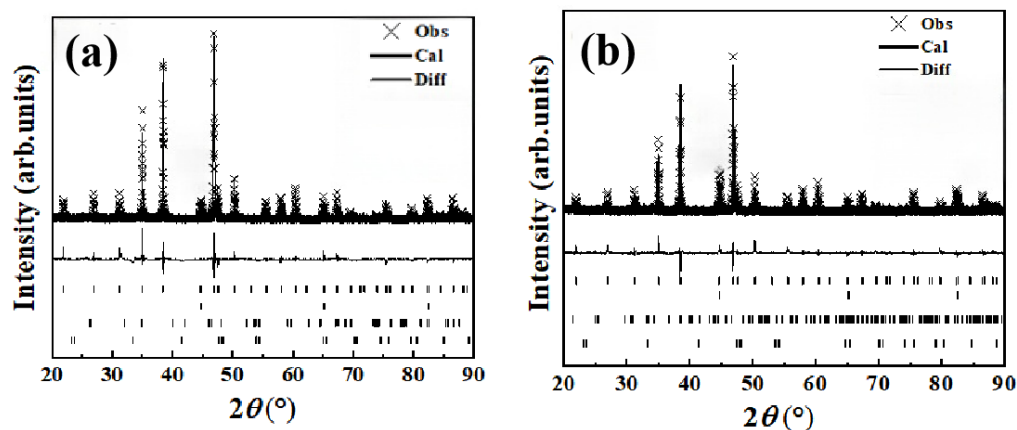 (a)
Obs
Cal
Diff
Intensity (arb.units)
20 30 40 50 60 70 80 90
2θ(°)
(b)
Obs
Cal
Diff
Intensity (arb.units)
20 30 40 50 60 70 80 90
2θ(°)